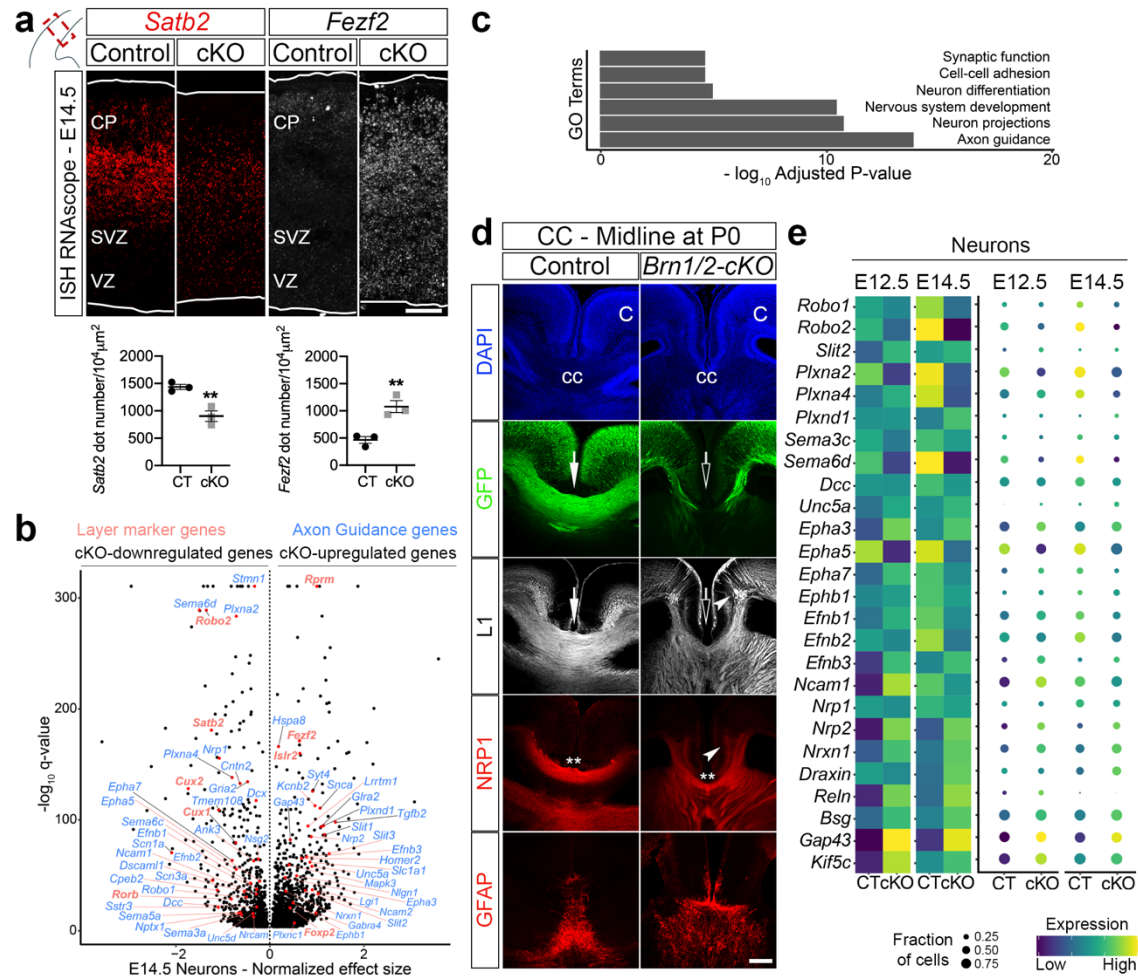 a
Satb2
Fezf2
Control
cKO
Control
cKO
ISH RNAscope - E14.5
CP
SVZ
VZ
Satb2 dot number/10⁴µm²
2000
1500
1000
500
0
**
CT
cKO
Fezf2 dot number/10⁴µm²
2000
1500
1000
500
0
**
CT
cKO
b
Layer marker genes
Axon Guidance genes
cKO-downregulated genes
cKO-upregulated genes
-log10 q-value
300
200
100
0
Stmn1
Rprm
Sema6d
Plxna2
Robo2
Satb2
Hspa8
Fezf2
Plxna4
Nrp1
Islr2
Cntn2
Syt4
Lrrtm1
Cux2
Gria2
Kcnb2
Snca
Epha7
Tmem108
Dcx
Gap43
Glra2
Epha5
Cux1
Plxnd1
Tgfb2
Sema6c
Ank3
Nsg2
Slit1
Slit3
Efnb1
Nrp2
Scn1a
Efnb3
Ncam1
Efnb2
Homer2
Dscaml1
Slc1a1
Cpeb2
Scn3a
Unc5a
Robo1
Mapk3
Rorb
Nlgn1
Sstr3
Dcc
Lgi1
Epha3
Sema5a
Nrxn1
Ncam2
Nptx1
Gabra4
Slit2
Sema3a
Unc5d
Nrcam
Plxnc1
Foxp2
Ephb1
−2
0
2
E14.5 Neurons - Normalized effect size
c
GO Terms
Synaptic function
Cell-cell adhesion
Neuron differentiation
Nervous system development
Neuron projections
Axon guidance
0
10
20
- log10 Adjusted P-value
d
CC - Midline at P0
Control
Brn1/2-cKO
DAPI
C
C
cc
cc
GFP
L1
NRP1
**
**
GFAP
e
Neurons
E12.5
E14.5
E12.5
E14.5
Robo1
Robo2
Slit2
Plxna2
Plxna4
Plxnd1
Sema3c
Sema6d
Dcc
Unc5a
Epha3
Epha5
Epha7
Ephb1
Efnb1
Efnb2
Efnb3
Ncam1
Nrp1
Nrp2
Nrxn1
Draxin
Reln
Bsg
Gap43
Kif5c
CT cKO
CT cKO
CT
cKO
CT
cKO
Fraction of cells
0.25
0.50
0.75
Expression
Low
High